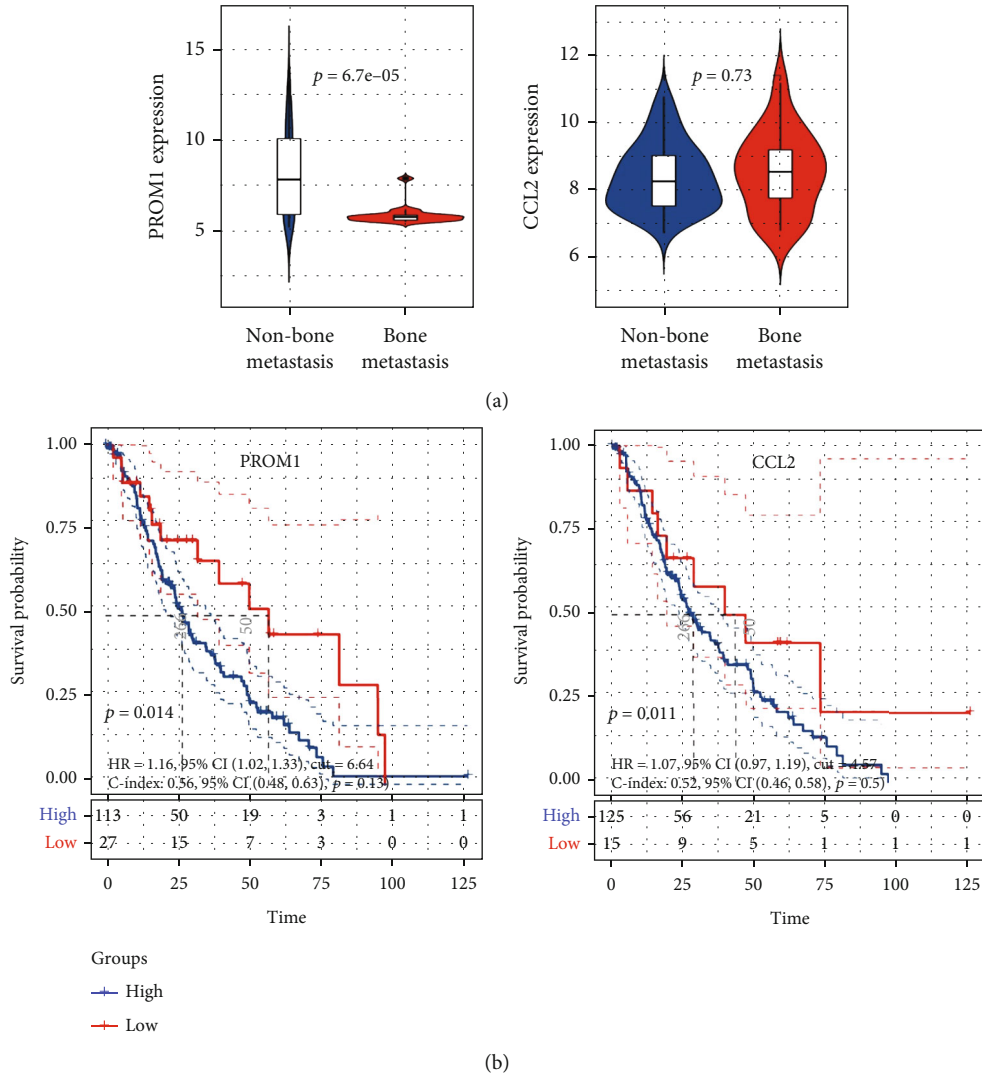 PROM1 expression
15
10
5
p = 6.7e–05
Non-bone
metastasis
Bone
metastasis
CCL2 expression
12
10
8
6
p = 0.73
Non-bone
metastasis
Bone
metastasis
(a)
Survival probability
1.00
0.75
0.50
0.25
0.00
PROM1
50
p = 0.014
HR = 1.16, 95% CI (1.02, 1.33), cut = 6.64
C-index: 0.56, 95% CI (0.48, 0.63), p = 0.13)
High 113 50 19 3 1 1
Low 27 15 7 3 0 0
0 25 50 75 100 125
Time
Survival probability
1.00
0.75
0.50
0.25
0.00
CCL2
50
p = 0.011
HR = 1.07, 95% CI (0.97, 1.19), cut = 4.57
C-index: 0.52, 95% CI (0.46, 0.58), p = 0.5)
High 125 56 21 5 0 0
Low 15 9 5 1 1 1
0 25 50 75 100 125
Time
Groups
High
Low
(b)